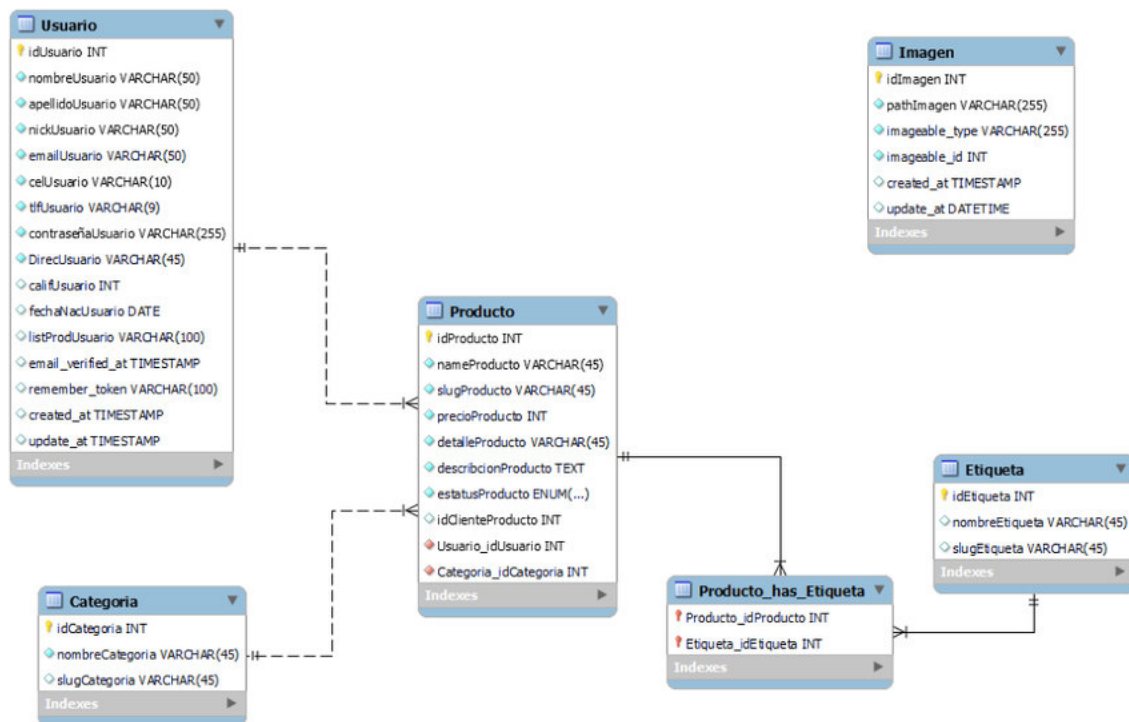 Usuario
idUsuario INT
nombreUsuario VARCHAR(50)
apellidoUsuario VARCHAR(50)
nickUsuario VARCHAR(50)
emailUsuario VARCHAR(50)
celUsuario VARCHAR(10)
tlfUsuario VARCHAR(9)
contraseñaUsuario VARCHAR(255)
DirecUsuario VARCHAR(45)
califUsuario INT
fechaNacUsuario DATE
listProdUsuario VARCHAR(100)
email_verified_at TIMESTAMP
remember_token VARCHAR(100)
created_at TIMESTAMP
update_at TIMESTAMP
Indexes
Imagen
idImagen INT
pathImagen VARCHAR(255)
imageable_type VARCHAR(255)
imageable_id INT
created_at TIMESTAMP
update_at DATETIME
Indexes
Producto
idProducto INT
nameProducto VARCHAR(45)
slugProducto VARCHAR(45)
precioProducto INT
detalleProducto VARCHAR(45)
describcionProducto TEXT
estatusProducto ENUM(...)
idClienteProducto INT
Usuario_idUsuario INT
Categoria_idCategoria INT
Indexes
Etiqueta
idEtiqueta INT
nombreEtiqueta VARCHAR(45)
slugEtiqueta VARCHAR(45)
Indexes
Producto_has_Etiqueta
Producto_idProducto INT
Etiqueta_idEtiqueta INT
Indexes
Categoria
idCategoria INT
nombreCategoria VARCHAR(45)
slugCategoria VARCHAR(45)
Indexes